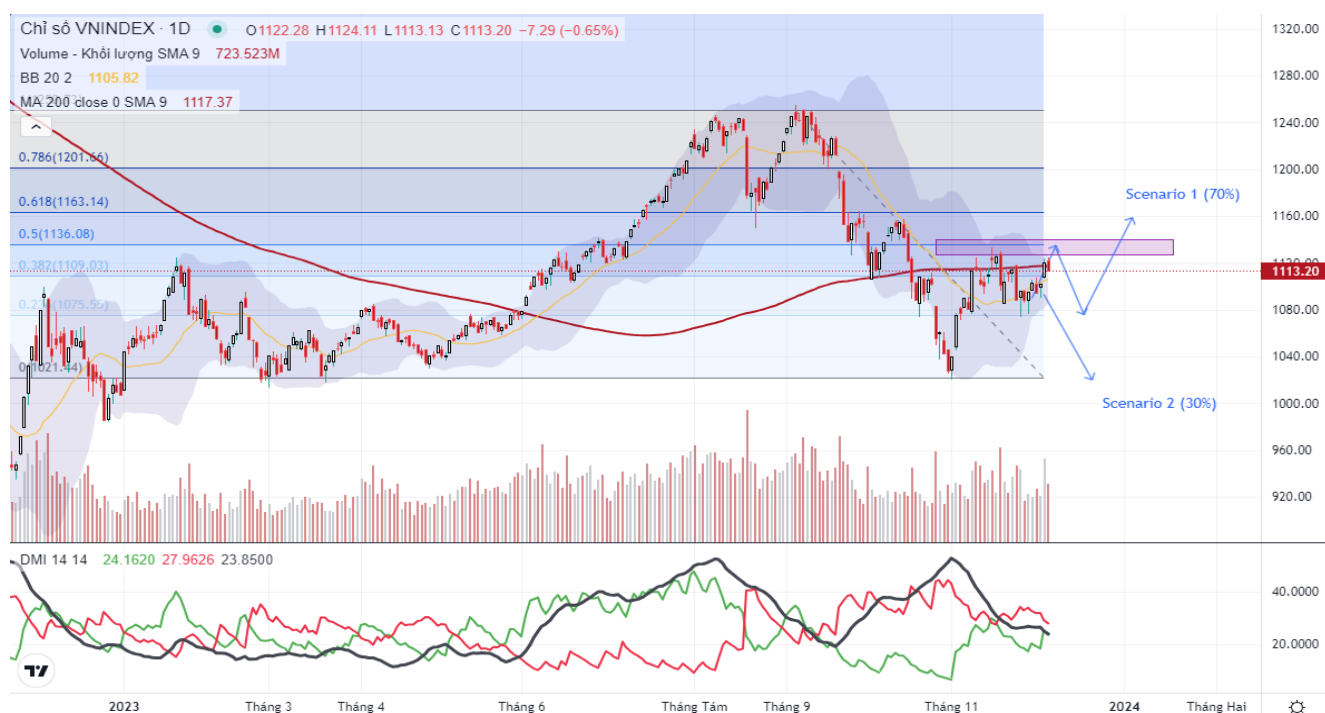 Chỉ số VNINDEX · 1D O1122.28 H1124.11 L1113.13 C1113.20 −7.29 (−0.65%)
Volume - Khối lượng SMA 9 723.523M
BB 20 2 1105.82
MA 200 close 0 SMA 9 1117.37
0.786(1201.66)
0.618(1163.14)
0.5(1136.08)
0.382(1109.03)
0(1021.44)
Scenario 1 (70%)
Scenario 2 (30%)
1320.00
1280.00
1240.00
1200.00
1160.00
1113.20
1080.00
1040.00
1000.00
960.00
920.00
DMI 14 14 24.1620 27.9626 23.8500
40.0000
20.0000
2023 Tháng 3 Tháng 4 Tháng 6 Tháng Tám Tháng 9 Tháng 11 2024 Tháng Hai